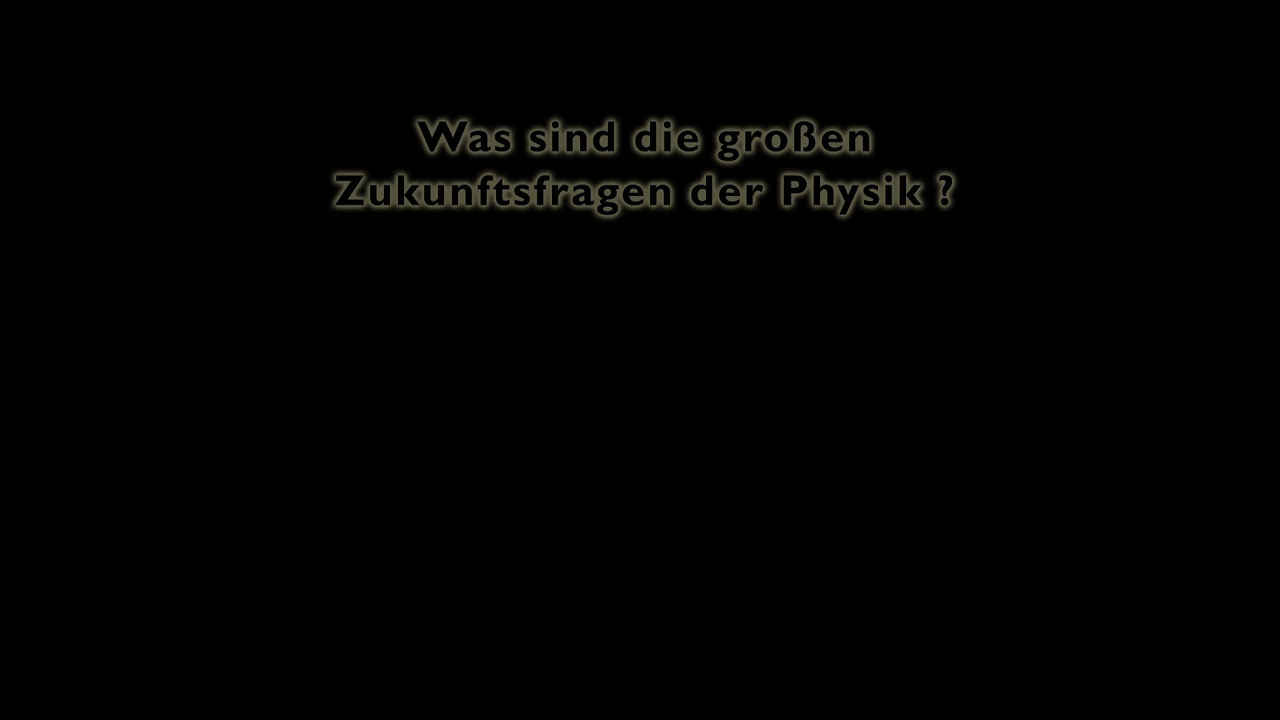 Was sind die großen
Zukunftsfragen der Physik ?